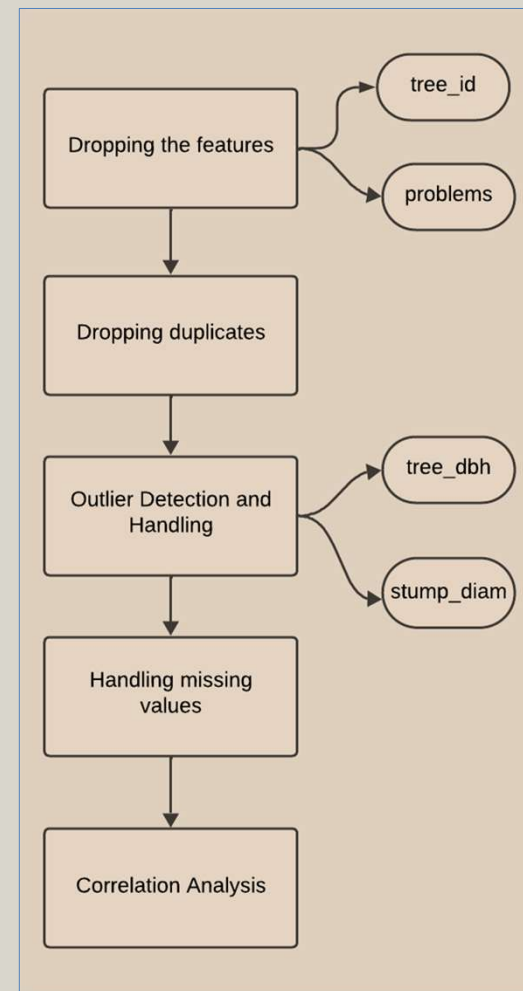 Dropping the features
tree_id
problems
Dropping duplicates
Outlier Detection and
Handling
tree_dbh
stump_diam
Handling missing
values
Correlation Analysis